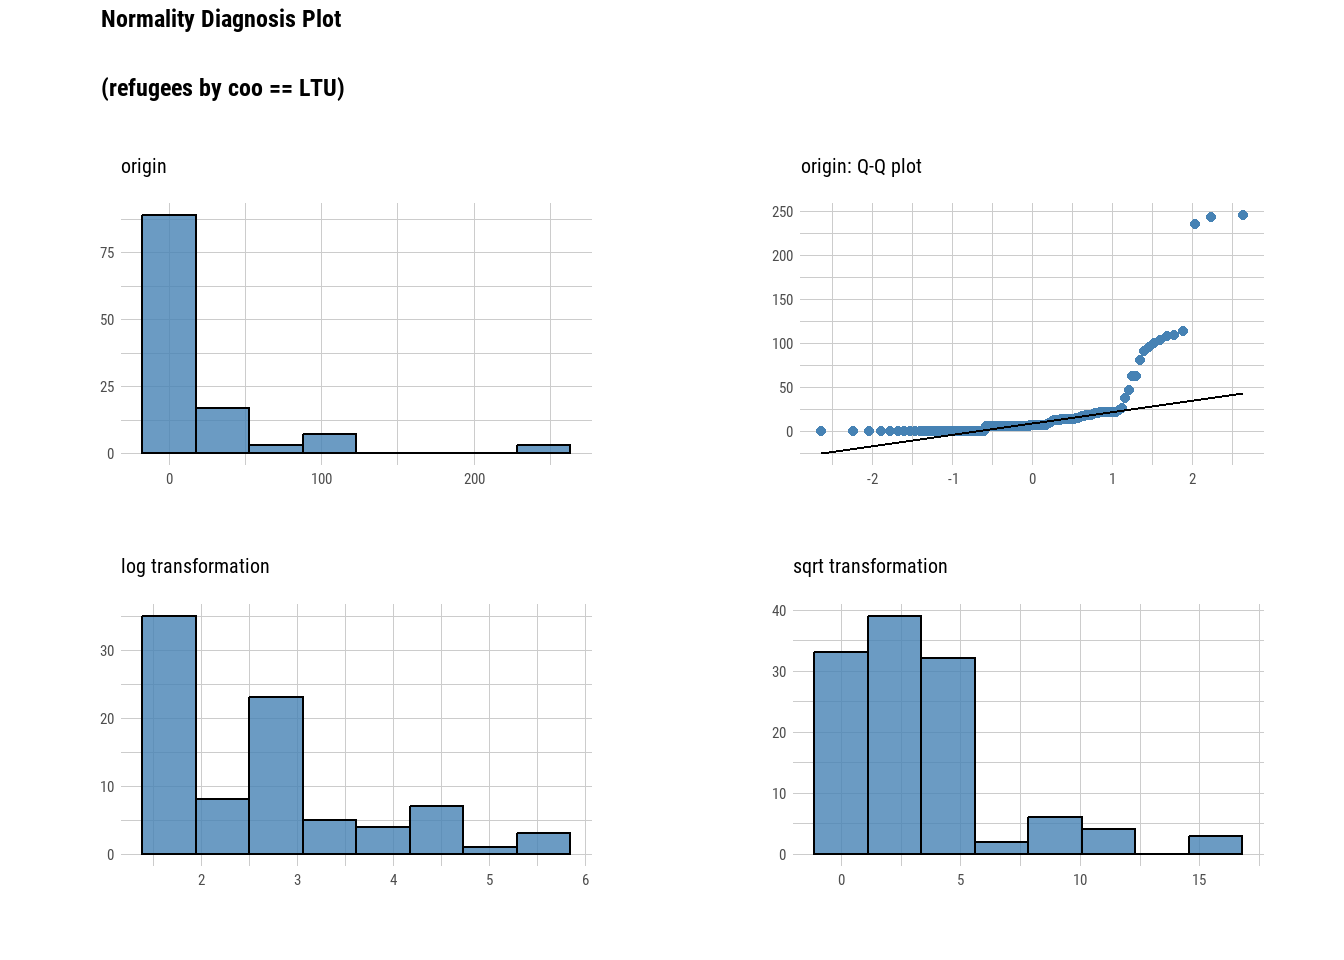 Normality Diagnosis Plot
(refugees by coo == LTU)
origin
75
50
25
0
0 100 200
origin: Q-Q plot
250
200
150
100
50
0
-2 -1 0 1 2
log transformation
30
20
10
0
2 3 4 5 6
sqrt transformation
40
30
20
10
0
0 5 10 15